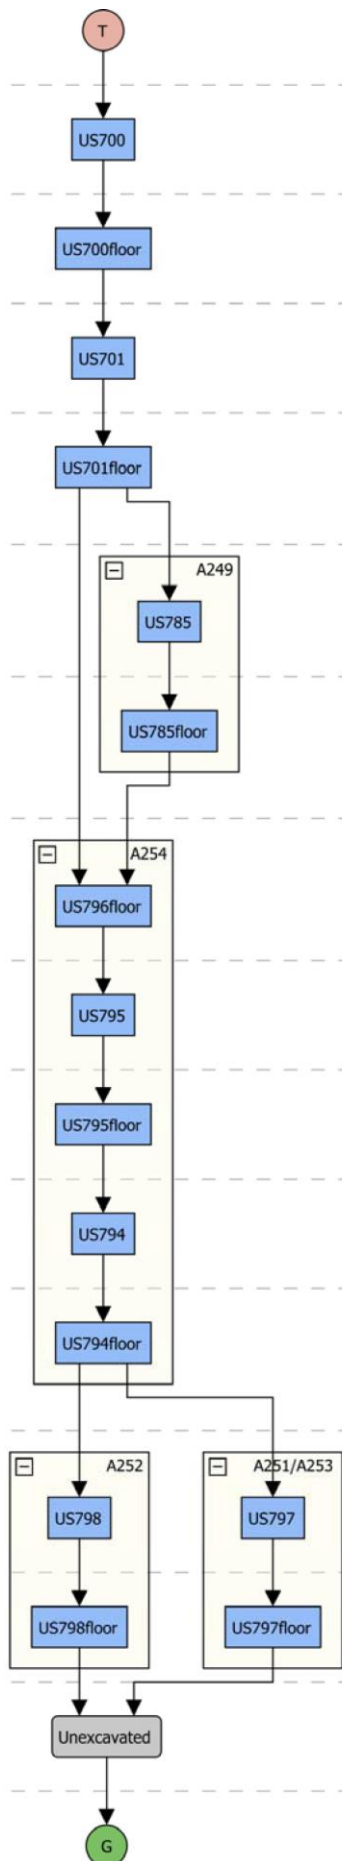 T
US700
US700floor
US701
US701floor
A249
US785
US785floor
A254
US796floor
US795
US795floor
US794
US794floor
A252
A251/A253
US798
US797
US798floor
US797floor
Unexcavated
G